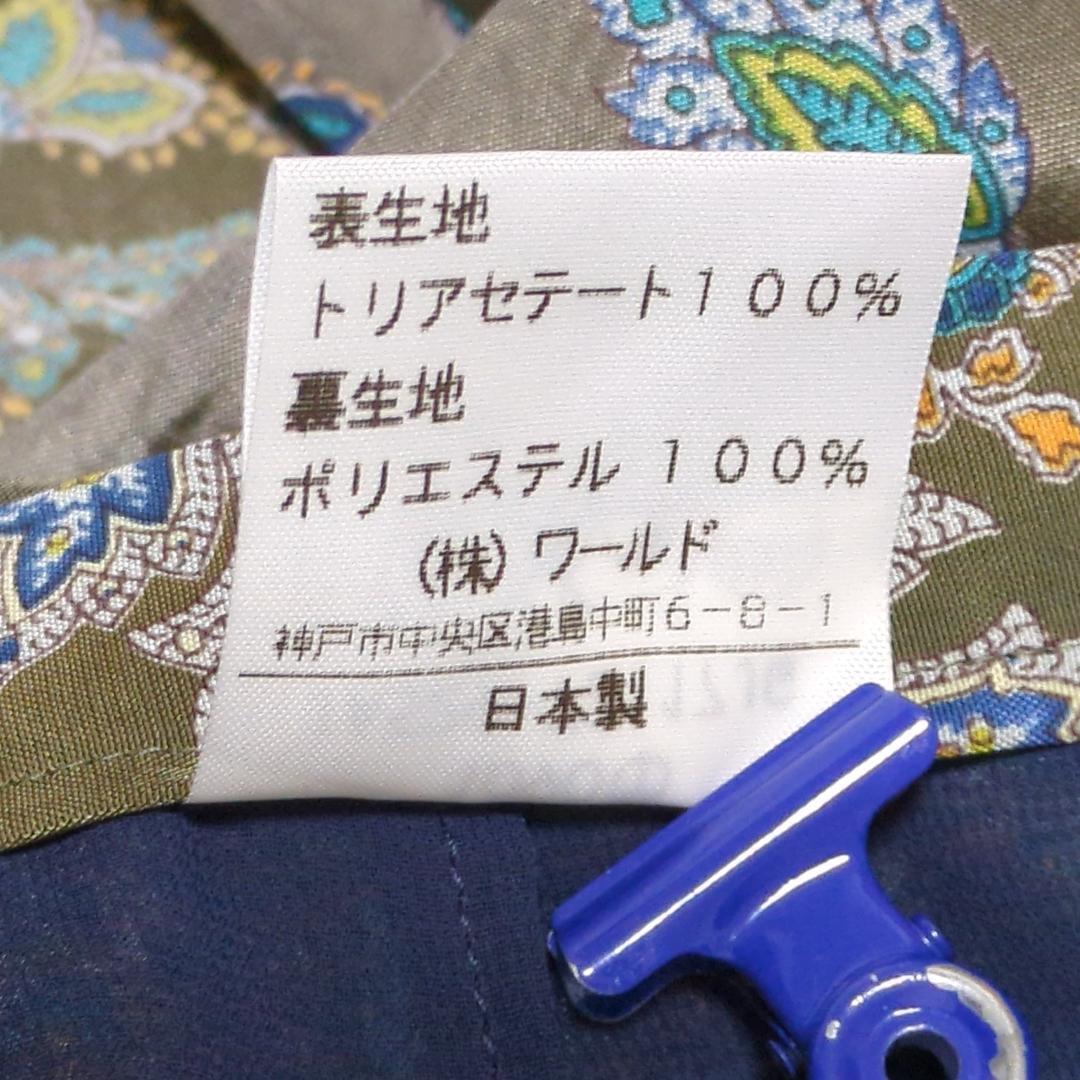 表生地
トリアセテート100%
裏生地
ポリエステル 100%
(株) ワールド
神戸市中央区港島中町6-8-1
日本製